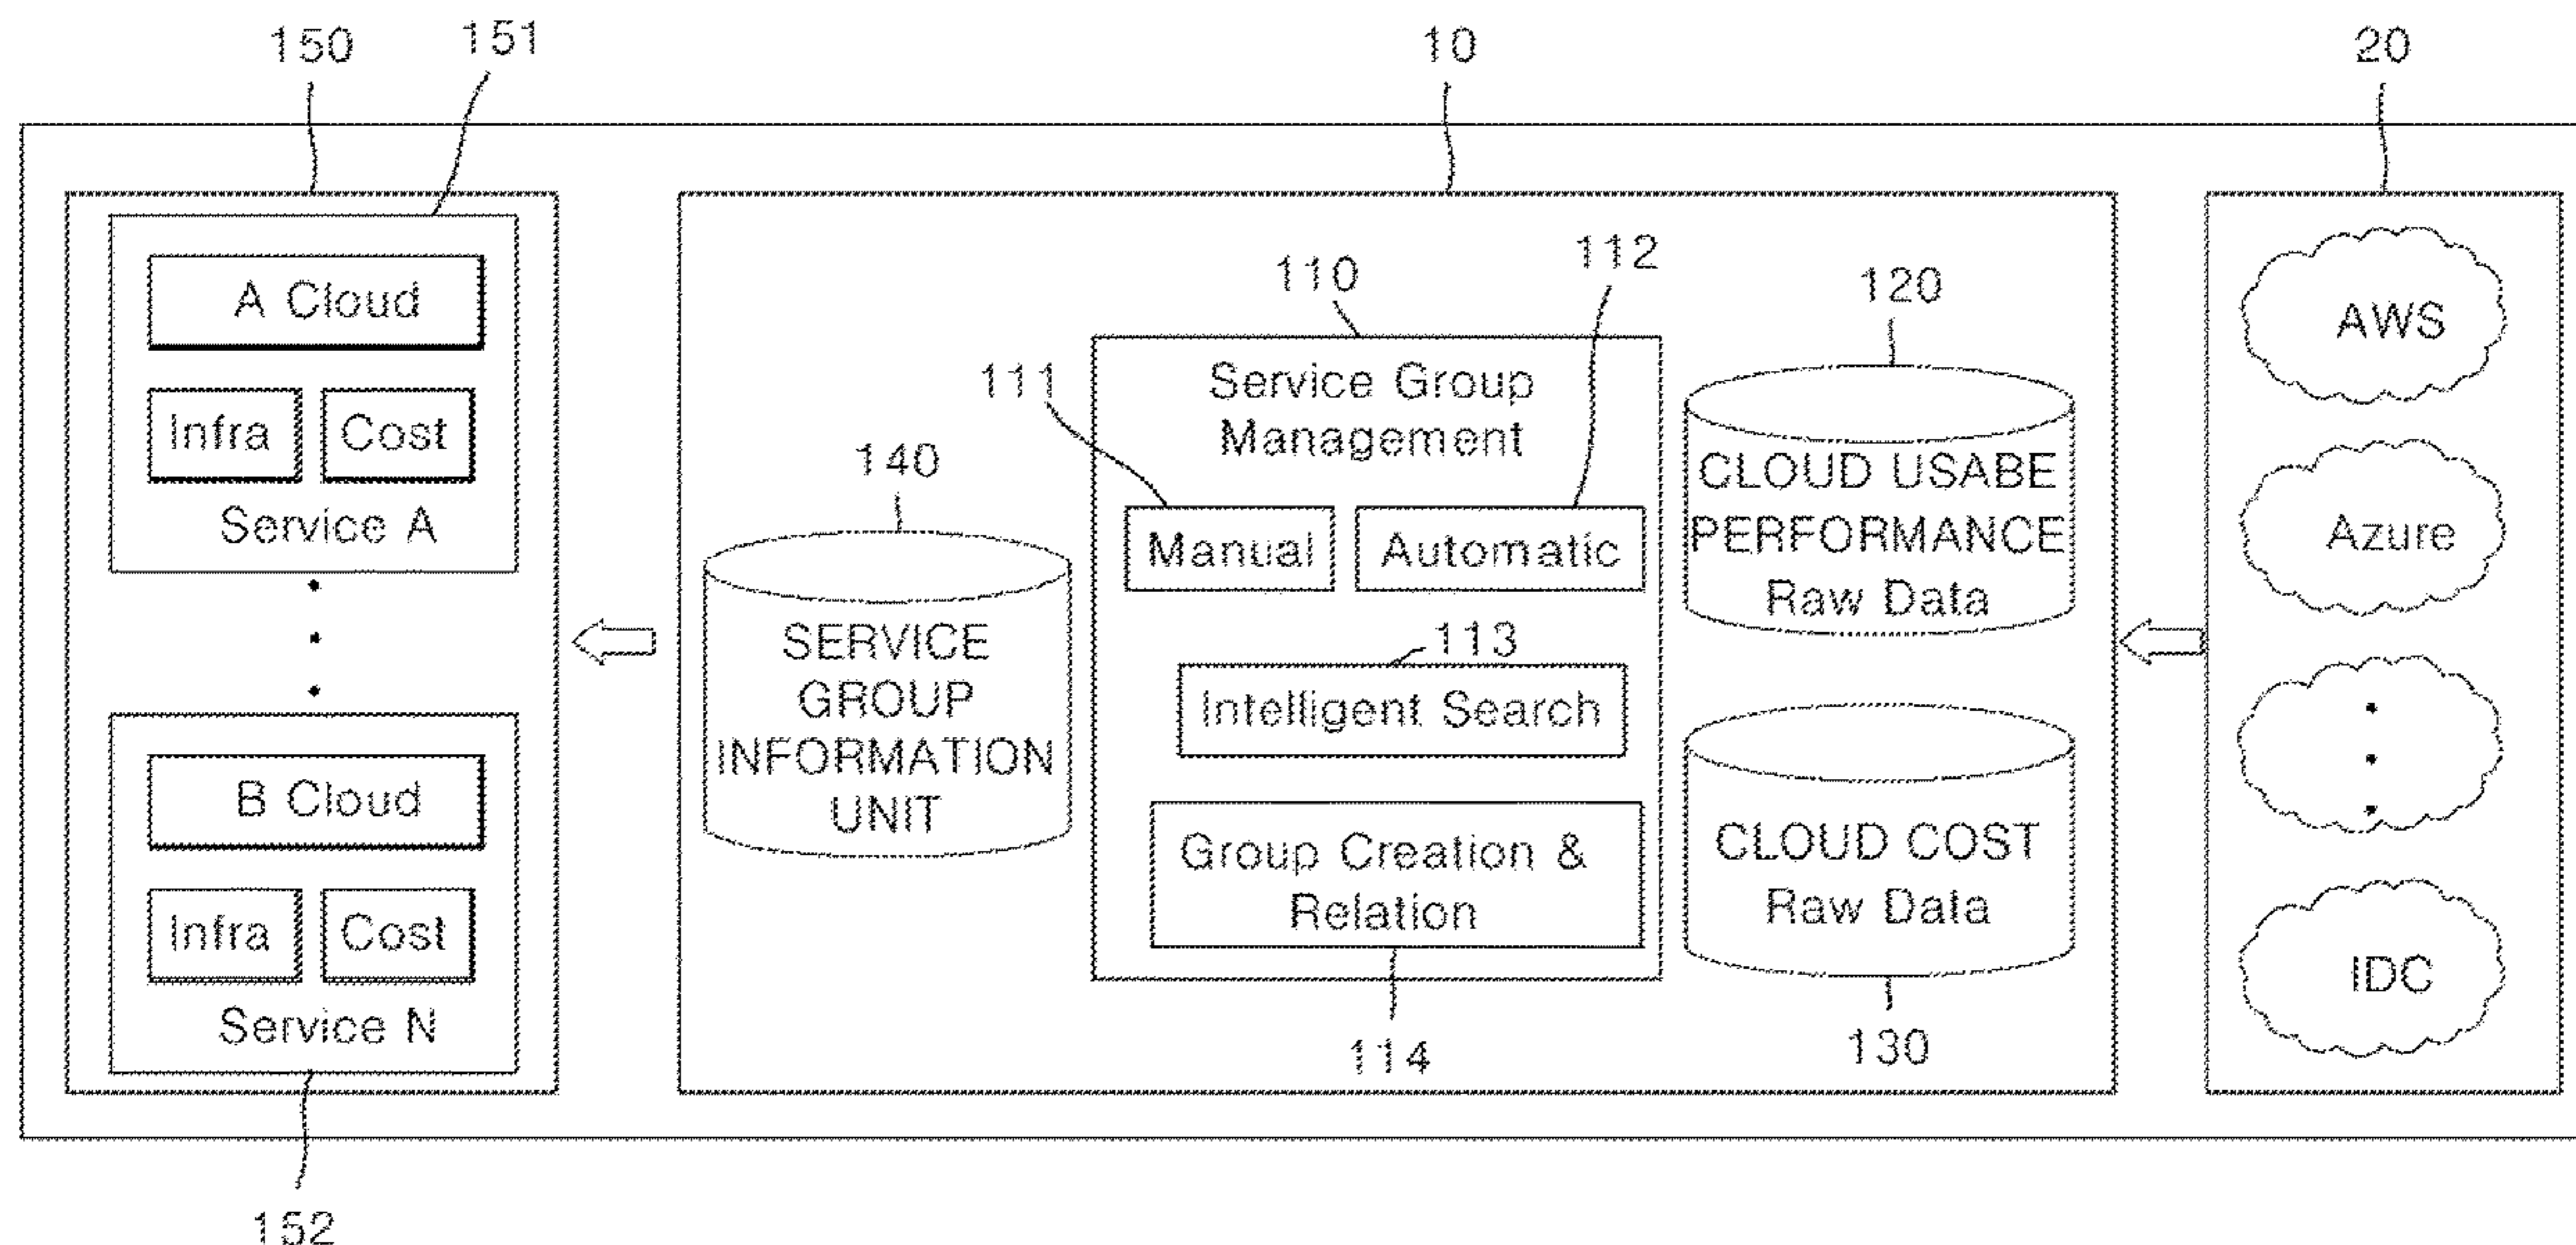 150
151
10
20
A Cloud
Infra
Cost
Service A
B Cloud
Infra
Cost
Service N
152
140
SERVICE
GROUP
INFORMATION
UNIT
110
112
111
Service Group
Management
Manual
Automatic
113
Intelligent Search
Group Creation &
Relation
114
120
CLOUD USABE
PERFORMANCE
Raw Data
CLOUD COST
Raw Data
130
AWS
Azure
IDC